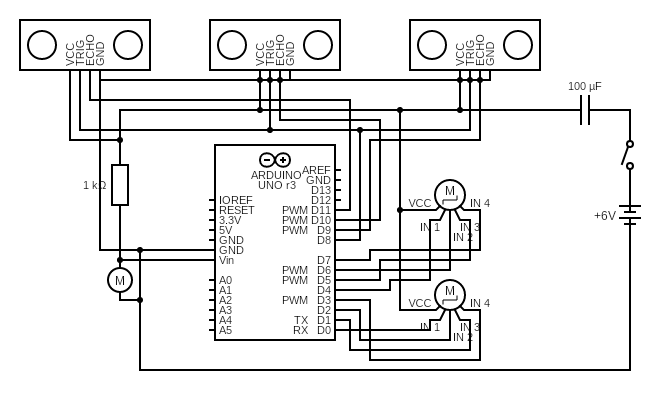 VCC TRIG ECHO GND
VCC TRIG ECHO GND
VCC TRIG ECHO GND
100 µF
1 kΩ
ARDUINO
UNO r3
IOREF
RESET
3.3V
5V
GND
GND
Vin
A0
A1
A2
A3
A4
A5
AREF
GND
D13
D12
PWM D11
PWM D10
PWM D9
D8
D7
PWM D6
PWM D5
D4
PWM D3
D2
TX D1
RX D0
M
M
VCC
IN 4
IN 1
IN 2
IN 3
M
VCC
IN 4
IN 1
IN 2
IN 3
+6V